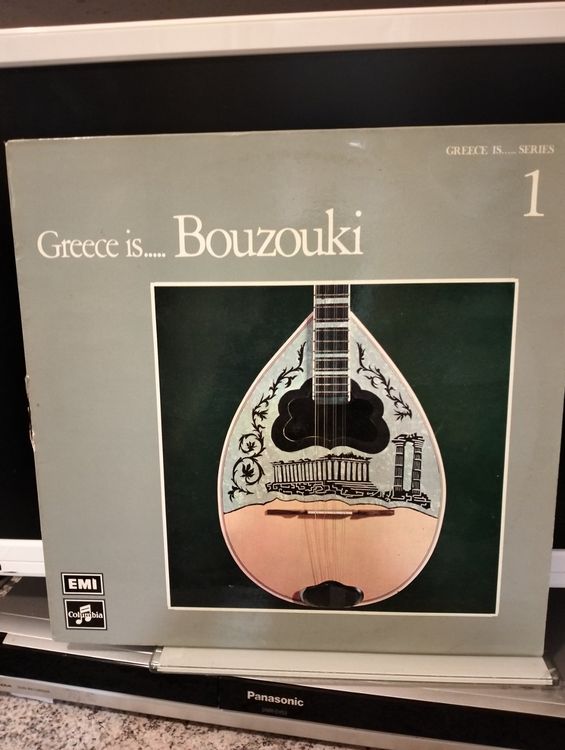 GREECE IS..... SERIES
1
Greece is..... Bouzouki
EMI
Columbia
Panasonic